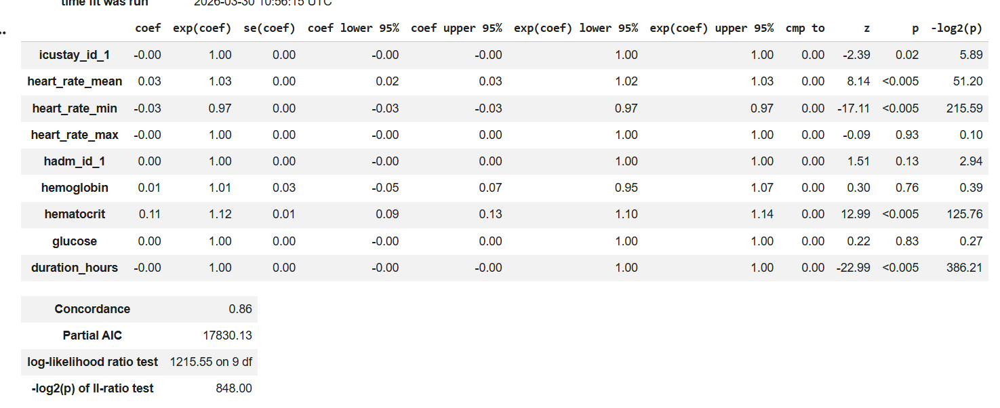 time fit was run 2026-03-30 10:56:15 UTC
coef exp(coef) se(coef) coef lower 95% coef upper 95% exp(coef) lower 95% exp(coef) upper 95% cmp to z p -log2(p)
icustay_id_1 -0.00 1.00 0.00 -0.00 -0.00 1.00 1.00 0.00 -2.39 0.02 5.89
heart_rate_mean 0.03 1.03 0.00 0.02 0.03 1.02 1.03 0.00 8.14 <0.005 51.20
heart_rate_min -0.03 0.97 0.00 -0.03 -0.03 0.97 0.97 0.00 -17.11 <0.005 215.59
heart_rate_max -0.00 1.00 0.00 -0.00 0.00 1.00 1.00 0.00 -0.09 0.93 0.10
hadm_id_1 0.00 1.00 0.00 -0.00 0.00 1.00 1.00 0.00 1.51 0.13 2.94
hemoglobin 0.01 1.01 0.03 -0.05 0.07 0.95 1.07 0.00 0.30 0.76 0.39
hematocrit 0.11 1.12 0.01 0.09 0.13 1.10 1.14 0.00 12.99 <0.005 125.76
glucose 0.00 1.00 0.00 -0.00 0.00 1.00 1.00 0.00 0.22 0.83 0.27
duration_hours -0.00 1.00 0.00 -0.00 -0.00 1.00 1.00 0.00 -22.99 <0.005 386.21
Concordance 0.86
Partial AIC 17830.13
log-likelihood ratio test 1215.55 on 9 df
-log2(p) of ll-ratio test 848.00